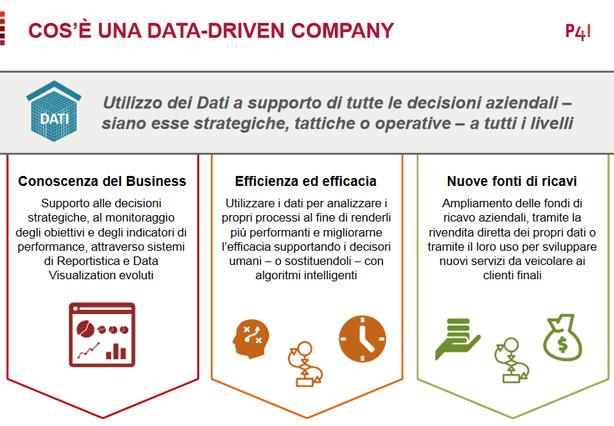 COS'È UNA DATA-DRIVEN COMPANY
P4I
DATI
Utilizzo dei Dati a supporto di tutte le decisioni aziendali –
siano esse strategiche, tattiche o operative – a tutti i livelli
Conoscenza del Business
Supporto alle decisioni
strategiche, al monitoraggio
degli obiettivi e degli indicatori di
performance, attraverso sistemi
di Reportistica e Data
Visualization evoluti
Efficienza ed efficacia
Utilizzare i dati per analizzare i
propri processi al fine di renderli
più performanti e migliorarne
l'efficacia supportando i decisori
umani – o sostituendoli – con
algoritmi intelligenti
Nuove fonti di ricavi
Ampliamento delle fondi di
ricavo aziendali, tramite la
rivendita diretta dei propri dati o
tramite il loro uso per sviluppare
nuovi servizi da veicolare ai
clienti finali
$